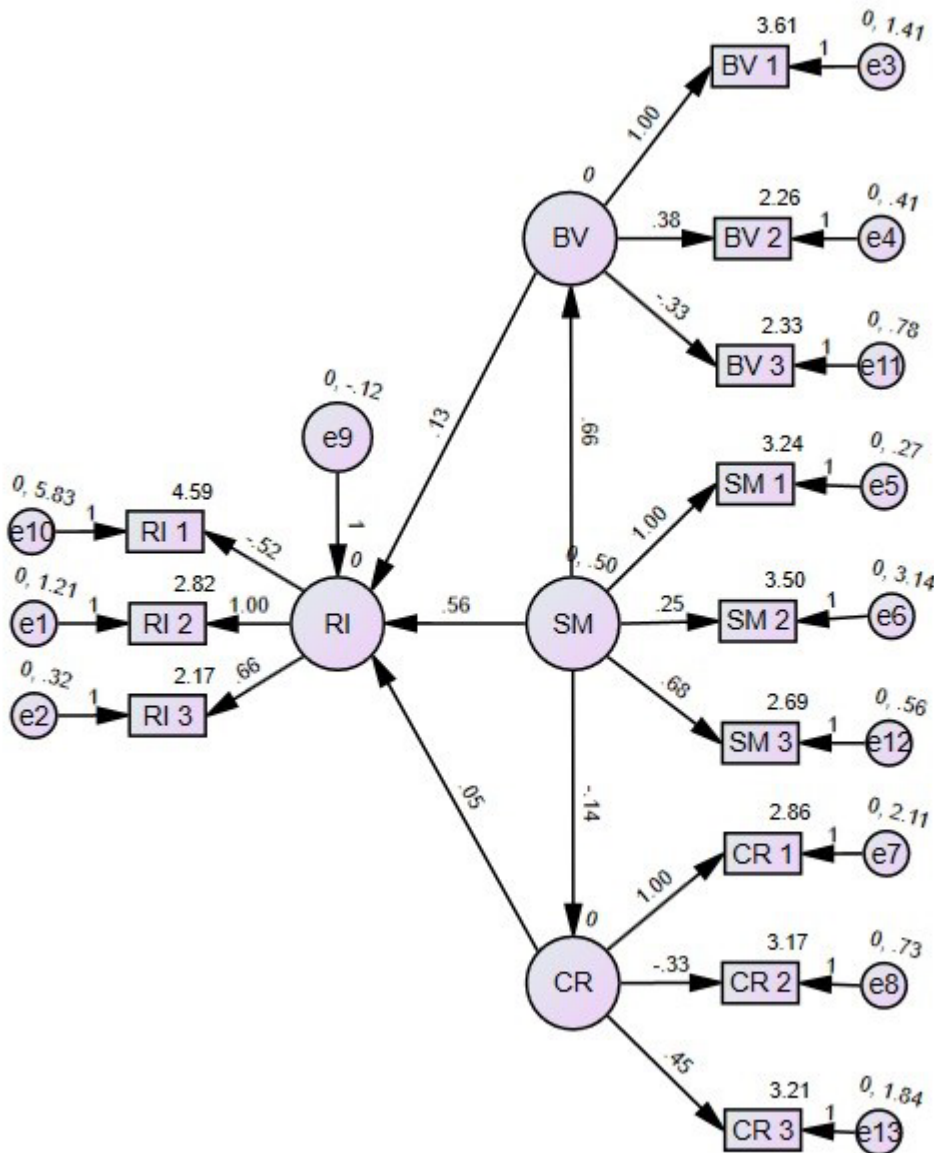 3.61
0, 1.41
BV 1
1
e3
1.00
0
BV
2.26
0, .41
.38
BV 2
1
e4
-.33
2.33
0, .78
BV 3
1
e11
.13
.66
0, -.12
e9
1
3.24
0, .27
SM 1
1
e5
1.00
0, 5.83
4.59
e10
1
RI 1
-.52
0
0, .50
0, 1.21
2.82
e1
1
RI 2
1.00
RI
.56
SM
.25
3.50
SM 2
1
0, 3.14
e6
0, .32
2.17
e2
1
RI 3
.66
.68
2.69
0, .56
SM 3
1
e12
.05
-.14
2.86
0, 2.11
CR 1
1
e7
1.00
0
CR
3.17
0, .73
-.33
CR 2
1
e8
.45
3.21
0, 1.84
CR 3
1
e13